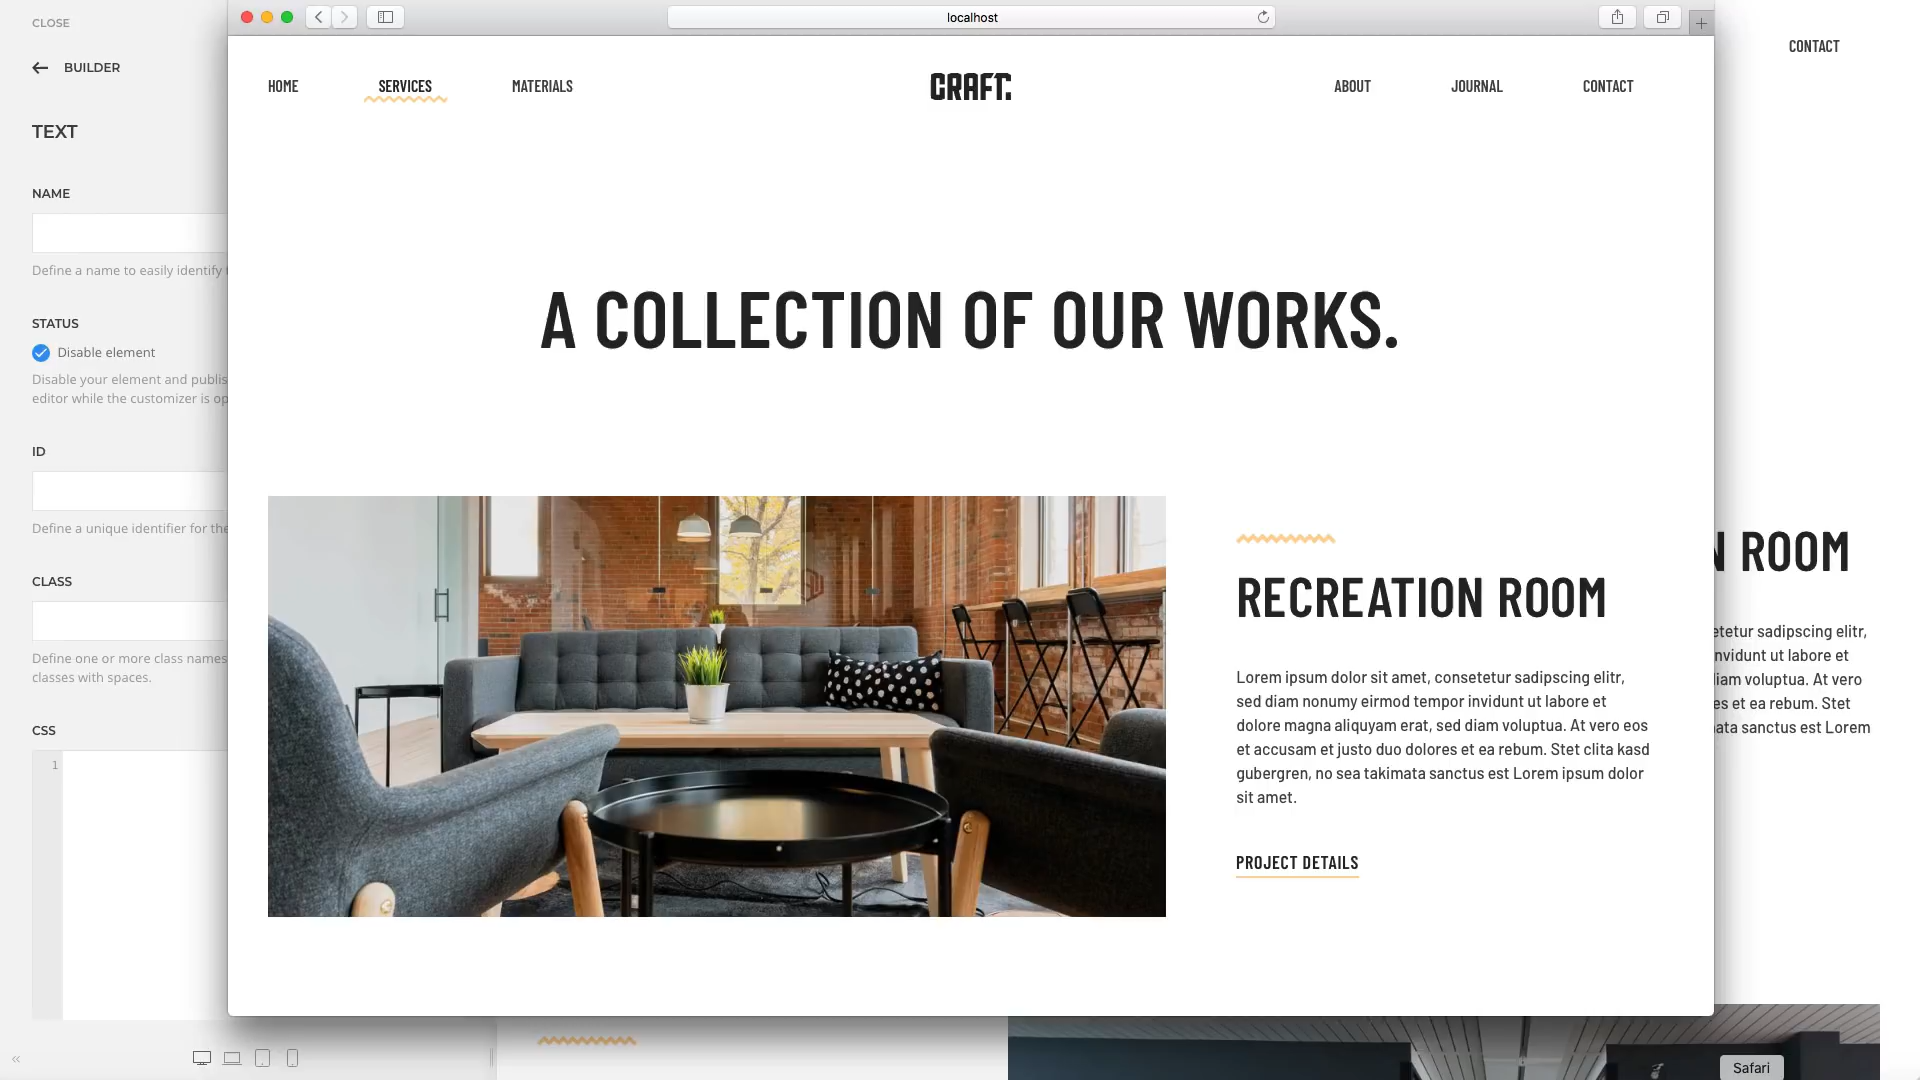 CLOSE
BUILDER
TEXT
NAME
Define a name to easily identify
STATUS
Disable element
Disable your element and publis
editor while the customizer is op
ID
Define a unique identifier for the
CLASS
Define one or more class names
classes with spaces.
CSS
1
localhost
HOME
SERVICES
MATERIALS
CRAFT.
ABOUT
JOURNAL
CONTACT
A COLLECTION OF OUR WORKS.
RECREATION ROOM
Lorem ipsum dolor sit amet, consetetur sadipscing elitr,
sed diam nonumy eirmod tempor invidunt ut labore et
dolore magna aliquyam erat, sed diam voluptua. At vero eos
et accusam et justo duo dolores et ea rebum. Stet clita kasd
gubergren, no sea takimata sanctus est Lorem ipsum dolor
sit amet.
PROJECT DETAILS
CONTACT
N ROOM
etetur sadipscing elitr,
nvidunt ut labore et
iam voluptua. At vero
es et ea rebum. Stet
ata sanctus est Lorem
Safari